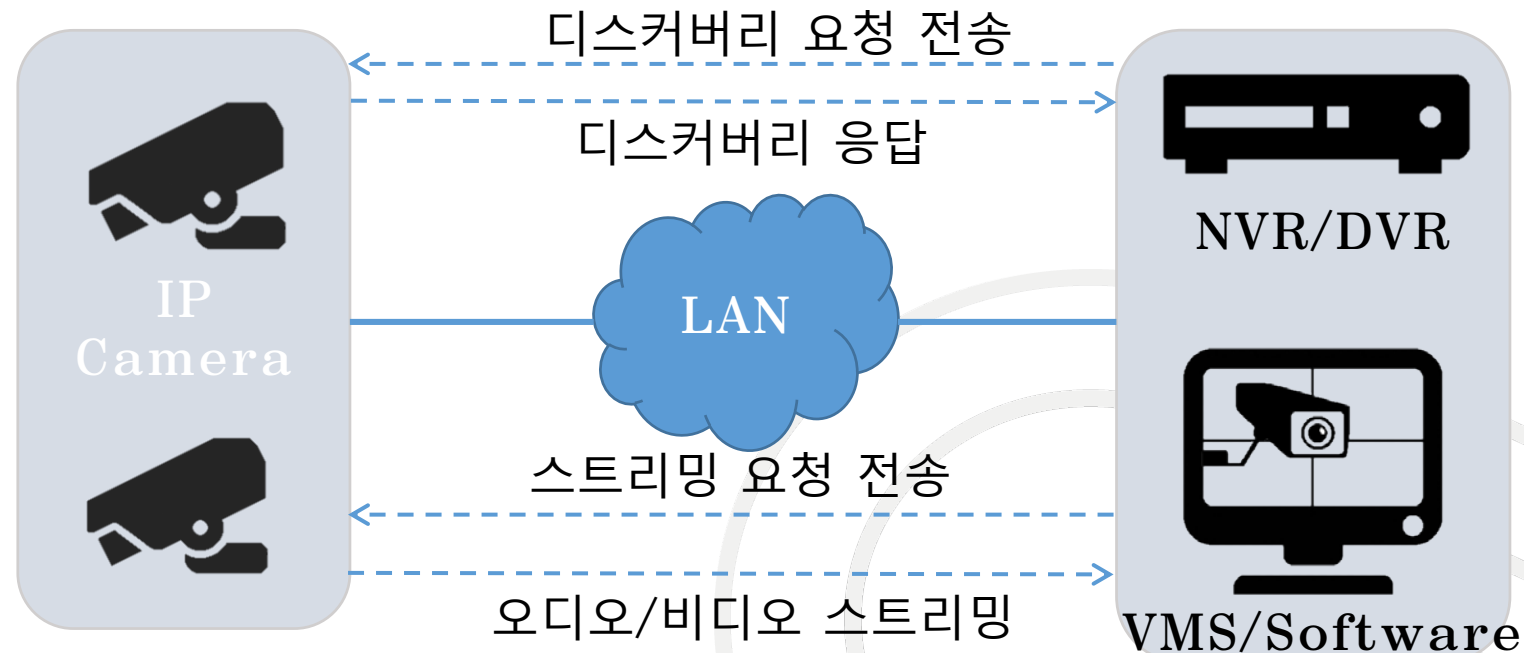 디스커버리 요청 전송
디스커버리 응답
NVR/DVR
IP
Camera
LAN
스트리밍 요청 전송
오디오/비디오 스트리밍
VMS/Software